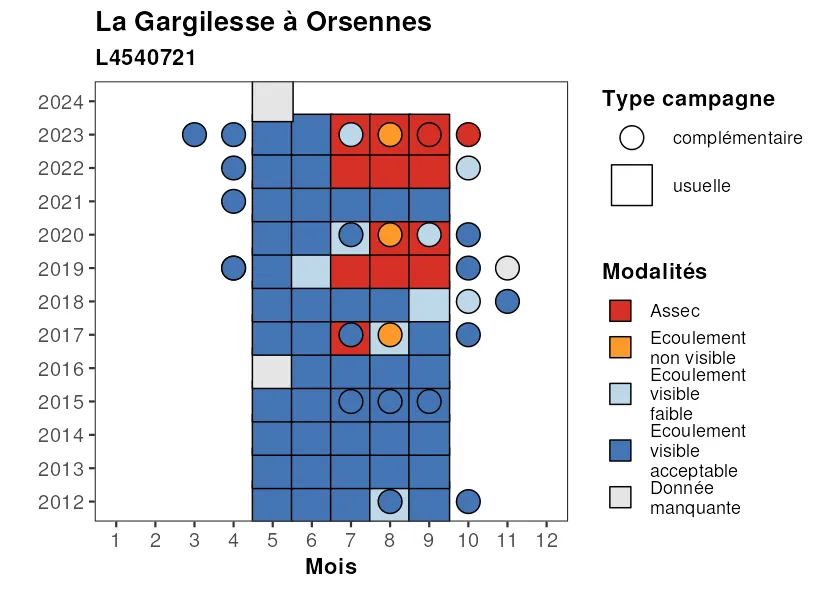 La Gargilesse à Orsennes
L4540721
2024
2023
2022
2021
2020
2019
2018
2017
2016
2015
2014
2013
2012
1 2 3 4 5 6 7 8 9 10 11 12
Mois
Type campagne
complémentaire
usuelle
Modalités
Assec
Ecoulement
non visible
Ecoulement
visible
faible
Ecoulement
visible
acceptable
Donnée
manquante